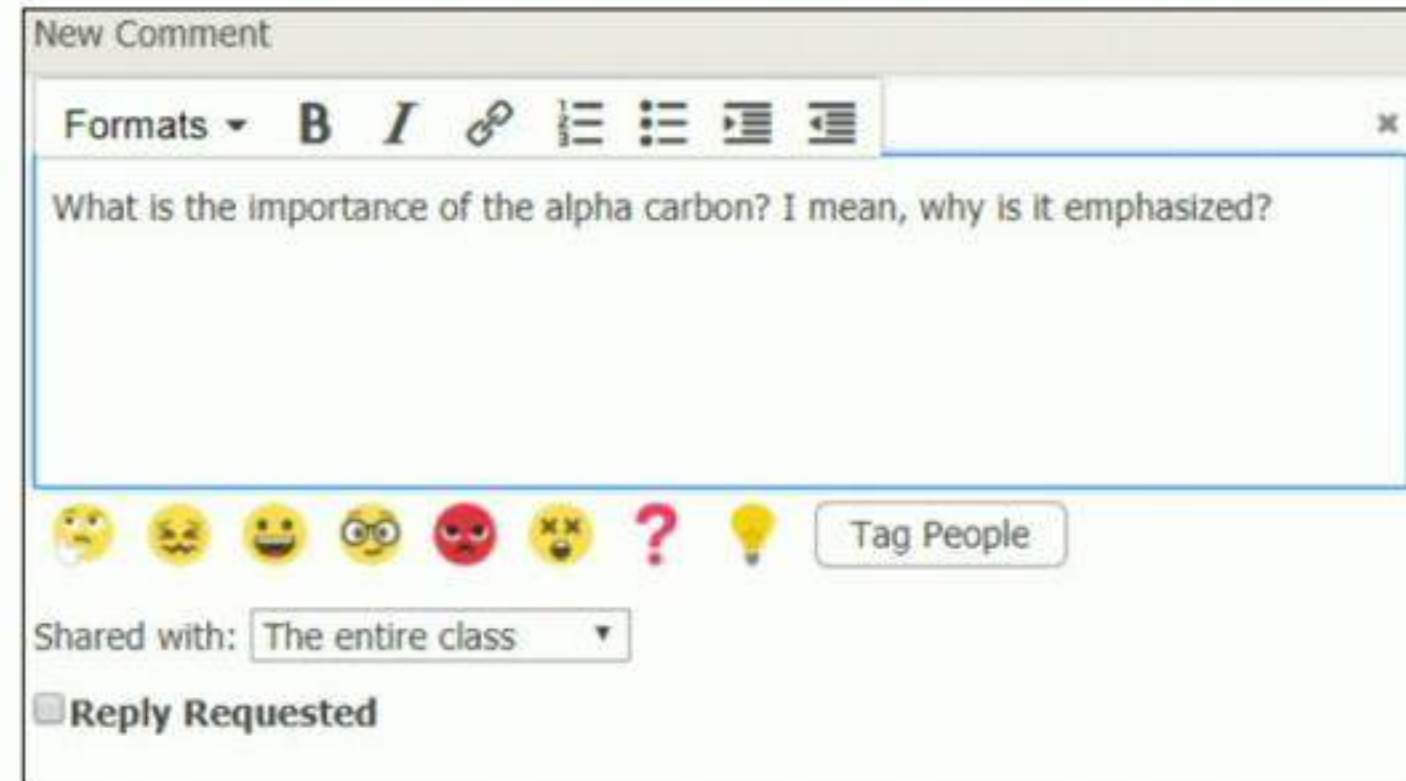 New Comment
Formats B I
What is the importance of the alpha carbon? I mean, why is it emphasized?
Tag People
Shared with: The entire class
Reply Requested